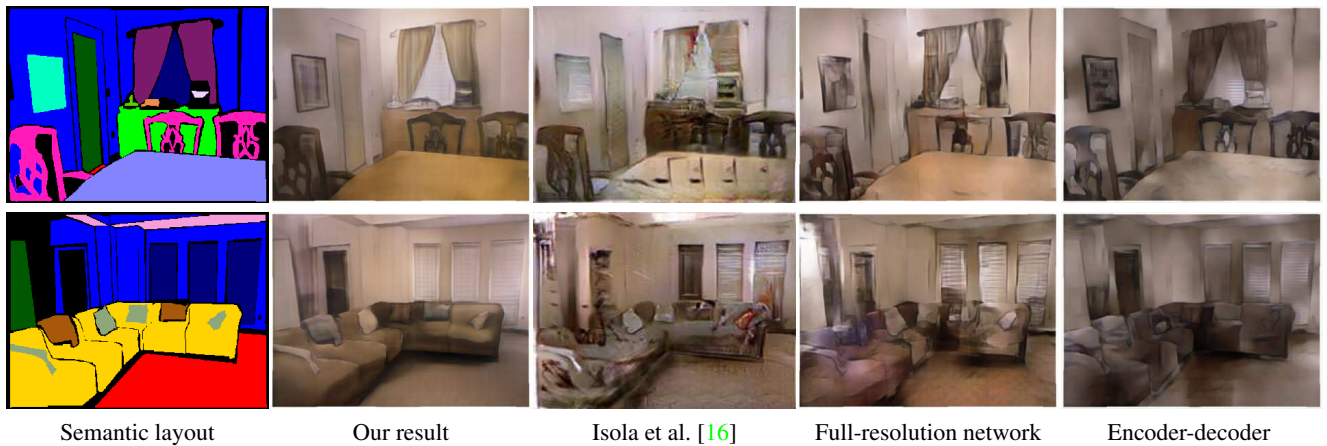 Semantic layout Our result Isola et al. [16] Full-resolution network Encoder-decoder